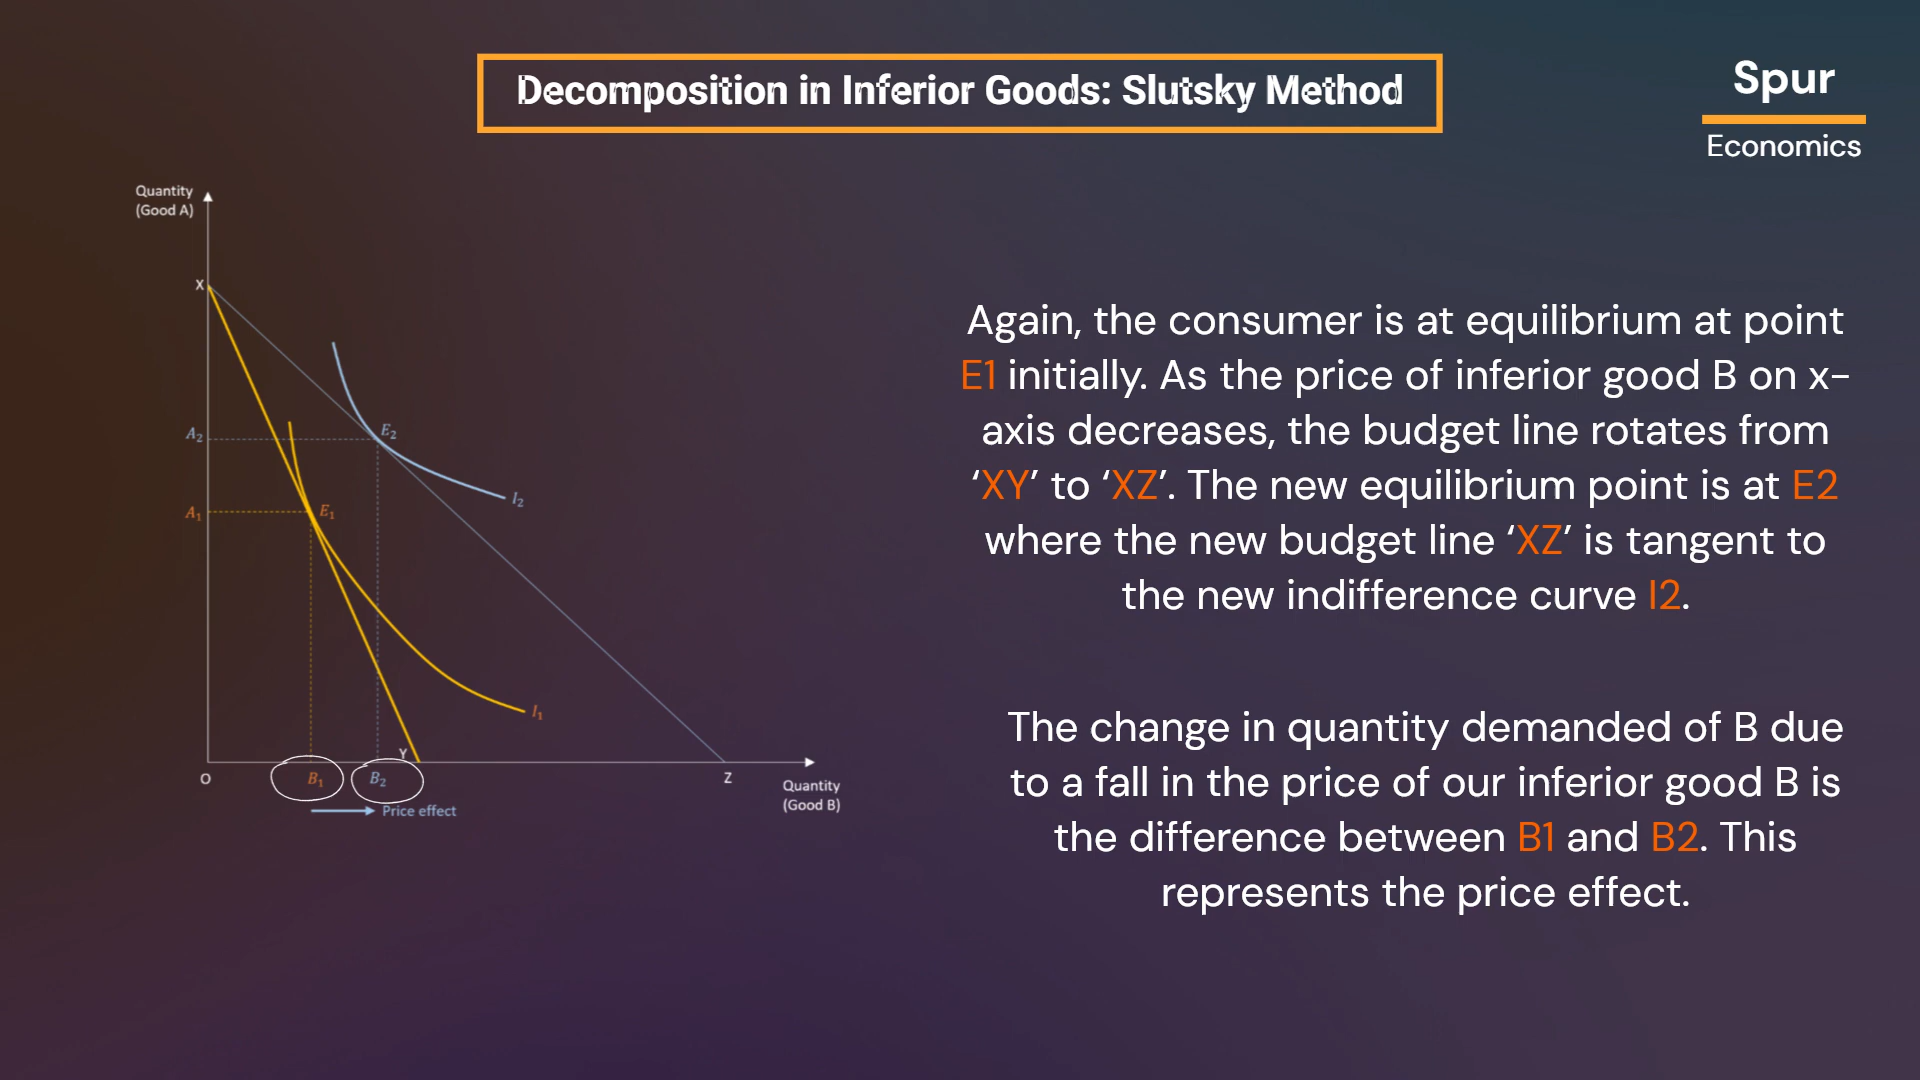 Decomposition in Inferior Goods: Slutsky Method
Spur
Economics
Quantity
(Good A)
X
A₂
E₂
I₂
A₁
E₁
I₁
Y
O
B₁
B₂
Z
Quantity
(Good B)
Price effect
Again, the consumer is at equilibrium at point
E1 initially. As the price of inferior good B on x-
axis decreases, the budget line rotates from
‘XY’ to ‘XZ’. The new equilibrium point is at E2
where the new budget line ‘XZ’ is tangent to
the new indifference curve I2.
The change in quantity demanded of B due
to a fall in the price of our inferior good B is
the difference between B1 and B2. This
represents the price effect.